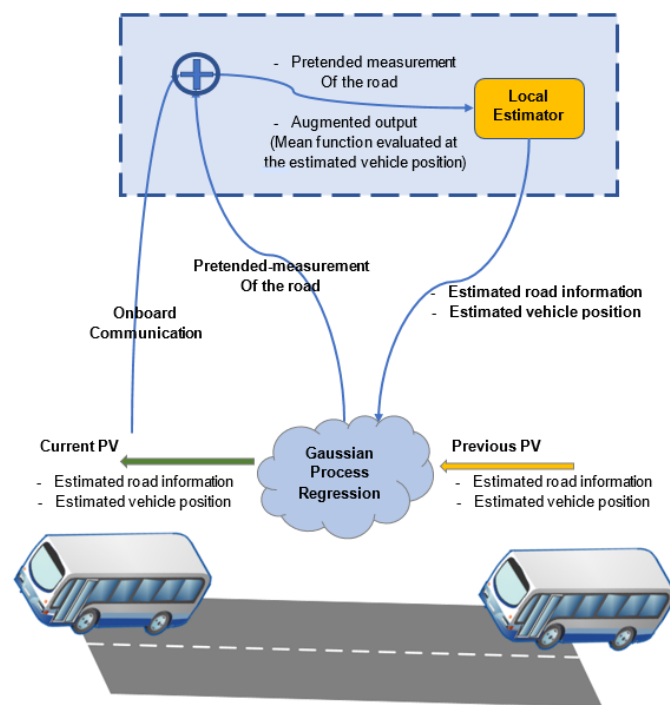 - Pretended measurement
Of the road
Local
Estimator
- Augmented output
(Mean function evaluated at
the estimated vehicle position)
Pretended-measurement
Of the road
- Estimated road information
- Estimated vehicle position
Onboard
Communication
Current PV
- Estimated road information
- Estimated vehicle position
Gaussian
Process
Regression
Previous PV
- Estimated road information
- Estimated vehicle position